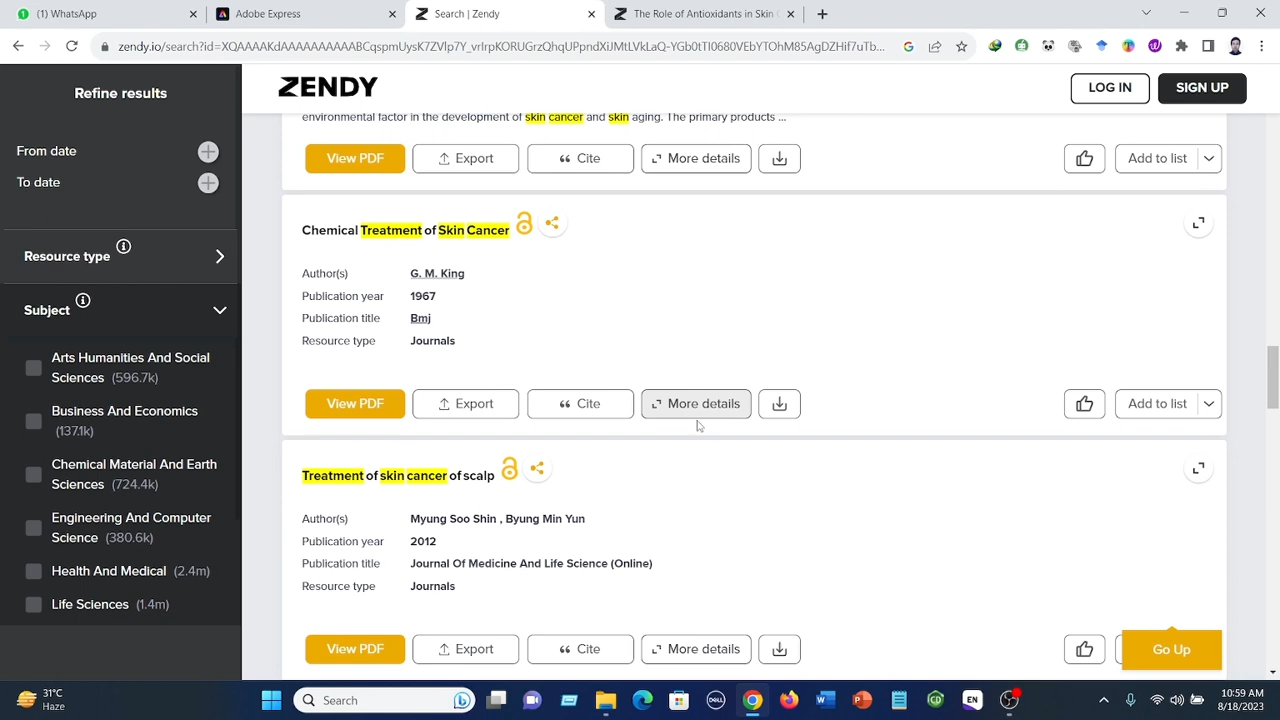 1 WhatsApp
Adobe Express
Search | Zendy
The Role of Antioxidants in Skin C
zendy.io/search?id=XQAAAAKdAAAAAAAAAABCqspmUysK7ZVlp7Y_vrlrpKORUGrzQhqUPpndXiJMtLVkLaQ-YGb0tTI0680VEbYTOhM85AgDZHif7uTb...
Refine results
From date
To date
Resource type
Subject
Arts Humanities And Social
Sciences (596.7k)
Business And Economics
(137.1k)
Chemical Material And Earth
Sciences (724.4k)
Engineering And Computer
Science (380.6k)
Health And Medical (2.4m)
Life Sciences (1.4m)
ZENDY
LOG IN
SIGN UP
environmental factor in the development of skin cancer and skin aging. The primary products ...
View PDF Export Cite More details Add to list
Chemical Treatment of Skin Cancer
Author(s) G. M. King
Publication year 1967
Publication title Bmj
Resource type Journals
View PDF Export Cite More details Add to list
Treatment of skin cancer of scalp
Author(s) Myung Soo Shin , Byung Min Yun
Publication year 2012
Publication title Journal Of Medicine And Life Science (Online)
Resource type Journals
View PDF Export Cite More details
Go Up
31°C
Haze
Search
DELL
EN
10:59 AM
8/18/2023